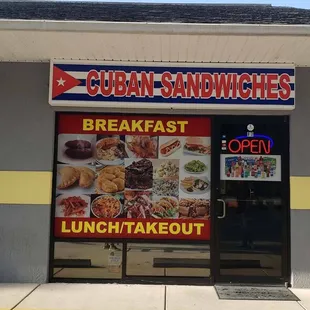 CUBAN SANDWICHES
BREAKFAST
OPEN
LUNCH/TAKEOUT